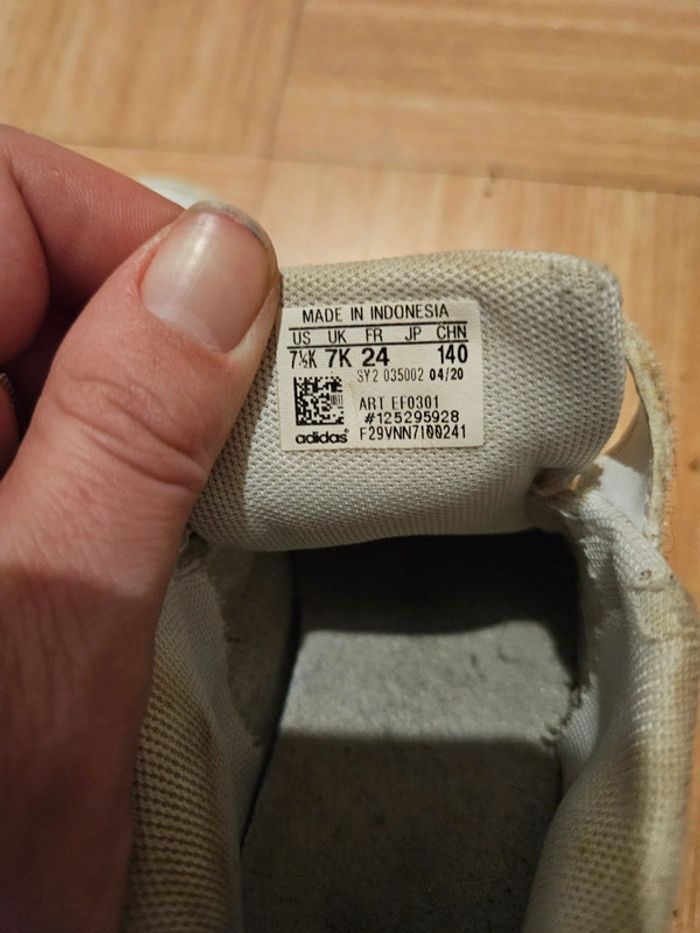 MADE IN INDONESIA
US UK FR JP CHN
7½K 7K 24 140
SY2 035002 04/20
ART EF0301
#125295928
adidas F29VNN7100241